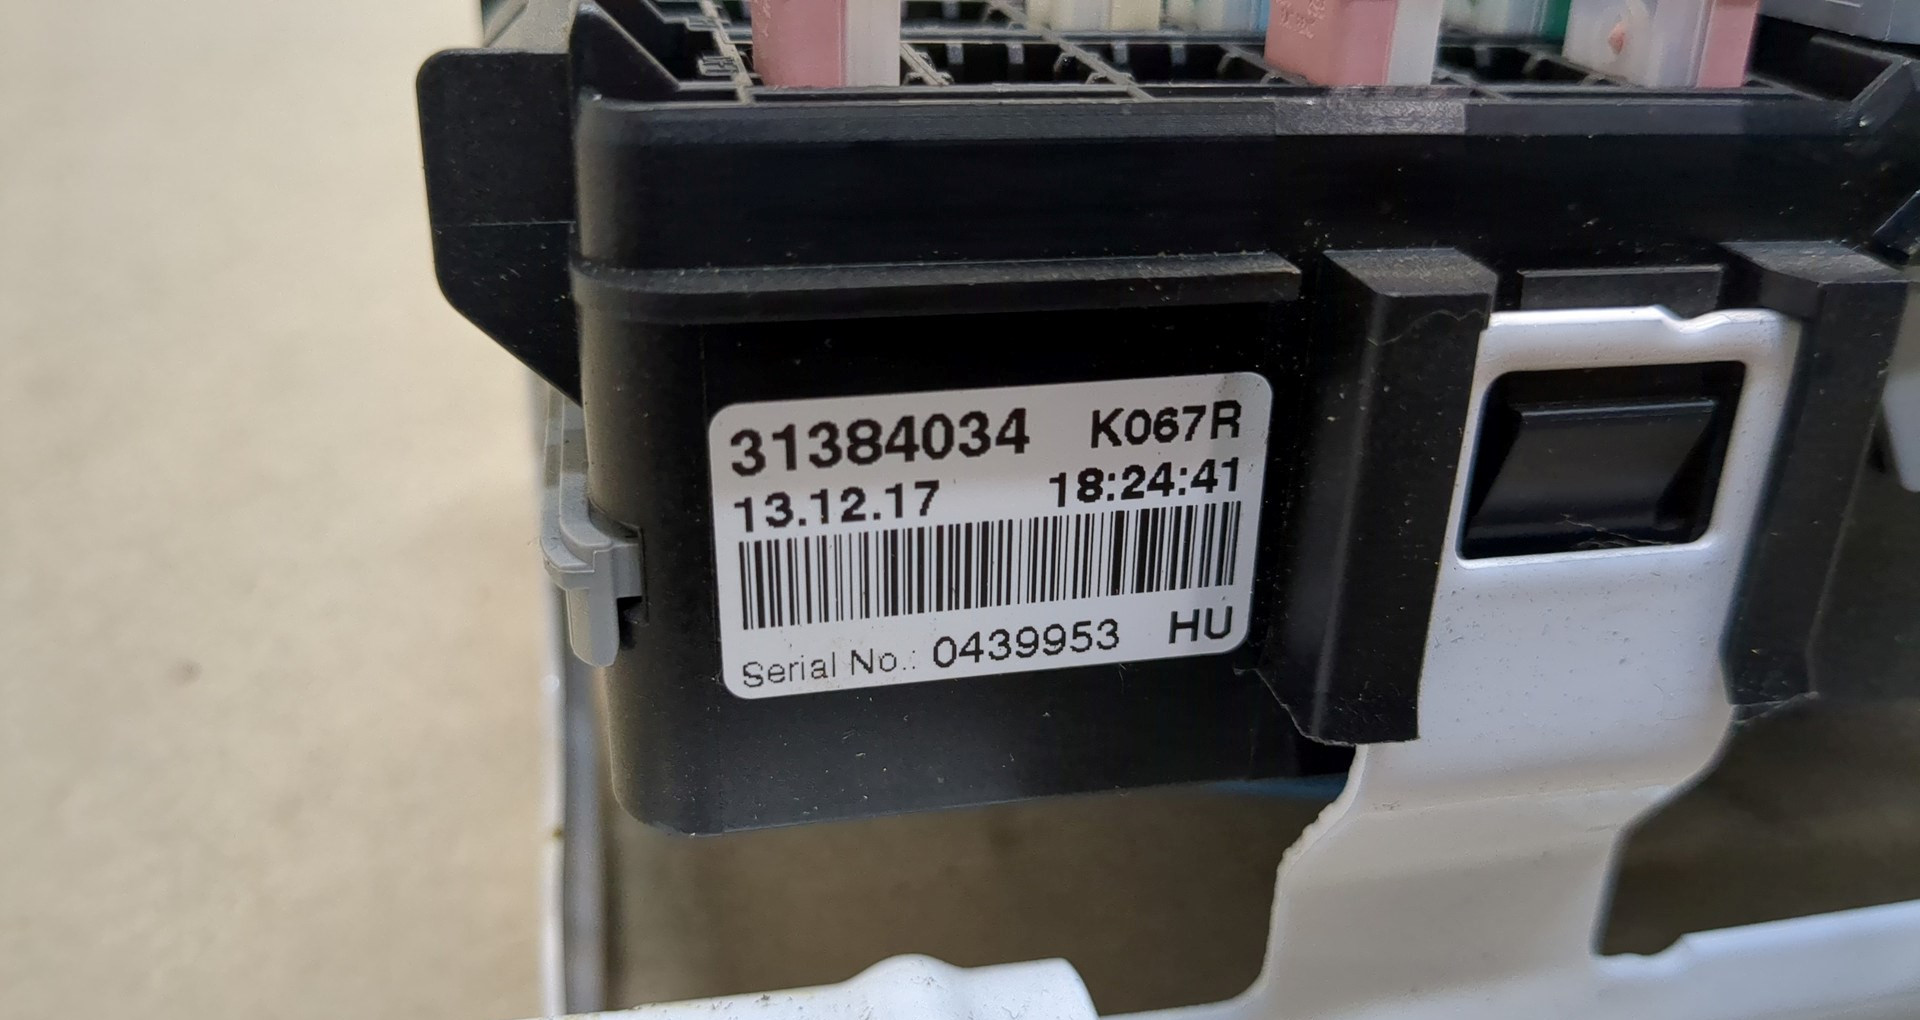 31384034 K067R
13.12.17 18:24:41
Serial No.: 0439953 HU